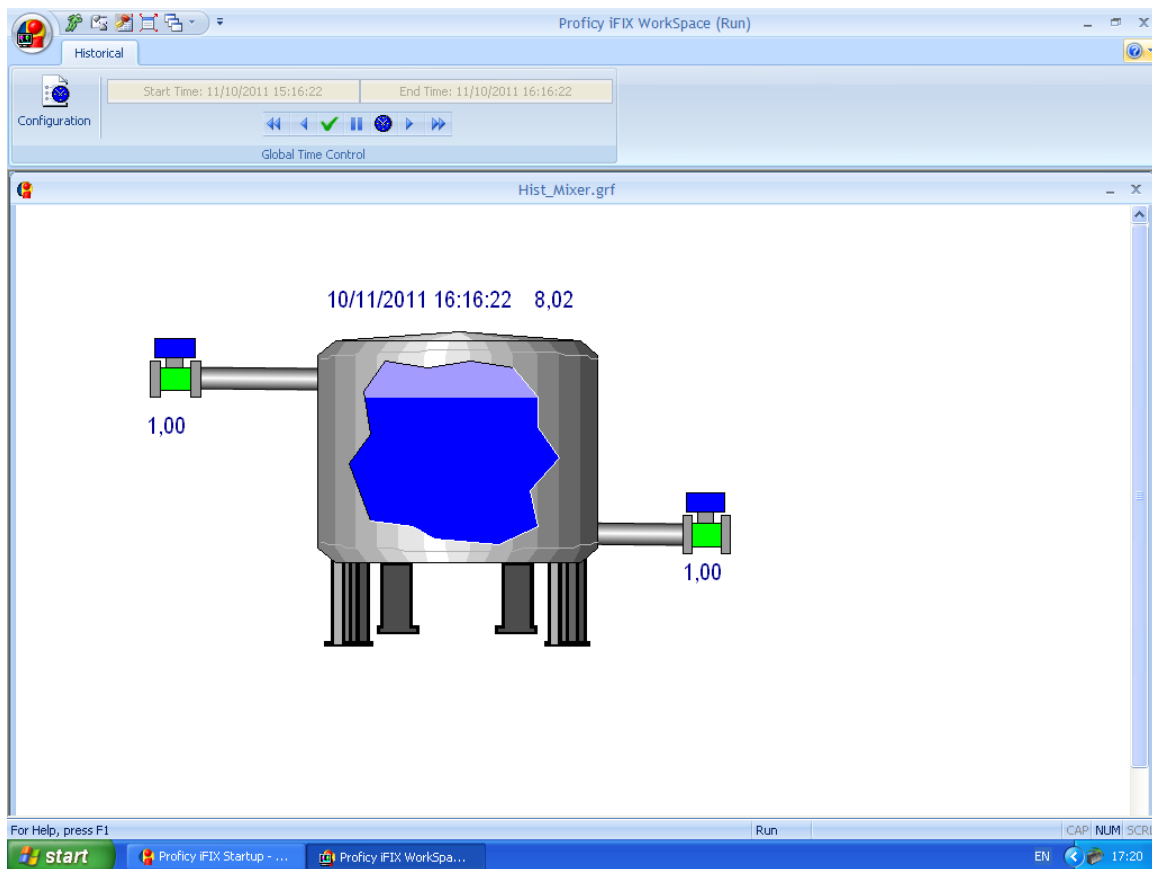 Proficy iFIX WorkSpace (Run)
Historical
Start Time: 11/10/2011 15:16:22 End Time: 11/10/2011 16:16:22
Configuration
Global Time Control
Hist_Mixer.grf
10/11/2011 16:16:22 8,02
1,00
1,00
For Help, press F1 Run CAP NUM SCRL
start Proficy iFIX Startup - ... Proficy iFIX WorkSpa... EN 17:20